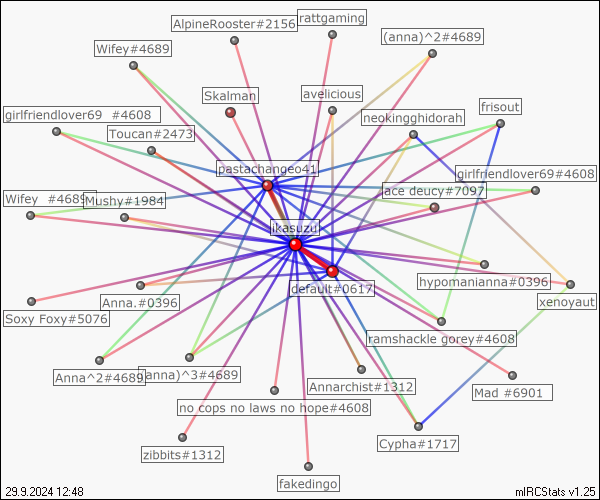 rattgaming
AlpineRooster#2156
(anna)^2#4689
Wifey#4689
Skalman
avelicious
frisout
girlfriendlover69 #4608
neokingghidorah
Toucan#2473
pastachangeo41
girlfriendlover69#4608
ace deucy#7097
Wifey #4689
Mushy#1984
ikasuzu
hypomanianna#0396
default#0617
Anna.#0396
xenoyaut
Soxy Foxy#5076
ramshackle gorey#4608
Anna^2#4689
(anna)^3#4689
Annarchist#1312
Mad #6901
no cops no laws no hope#4608
Cypha#1717
zibbits#1312
fakedingo
29.9.2024 12:48
mIRCStats v1.25